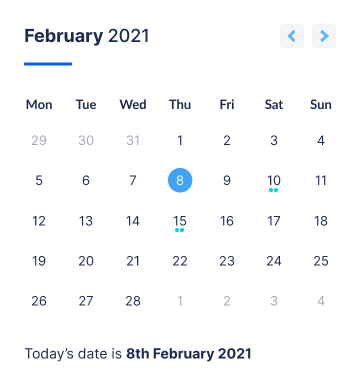 February 2021
Mon Tue Wed Thu Fri Sat Sun
29 30 31 1 2 3 4
5 6 7 8 9 10 11
12 13 14 15 16 17 18
19 20 21 22 23 24 25
26 27 28 1 2 3 4
Today's date is 8th February 2021